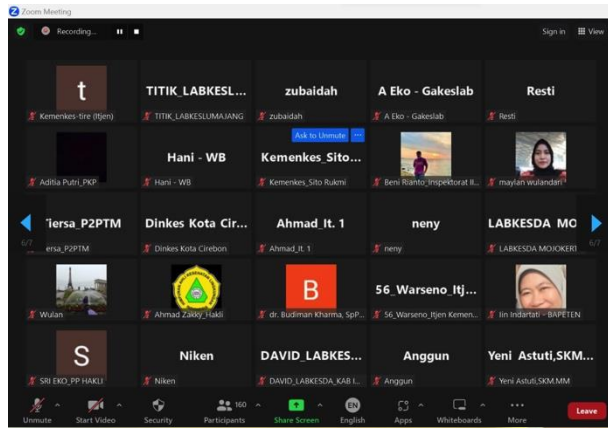 Zoom Meeting
Recording...
Sign in
View
t
TITIK_LABKESL...
zubaidah
A Eko - Gakeslab
Resti
Kemenkes-tire (Itjen)
TITIK_LABKESLUMAJANG
zubaidah
A Eko - Gakeslab
Resti
Ask to Unmute
...
Hani - WB
Kemenkes_Sito...
Aditia Putri_PKP
Hani - WB
Kemenkes_Sito Rukmi
Beni Rianto_Inspektorat II...
maylan wulandari
Tiersa_P2PTM
Dinkes Kota Cir...
Ahmad_It. 1
neny
LABKESDA MO
6/7
ersa_P2PTM
Dinkes Kota Cirebon
Ahmad_It. 1
neny
LABKESDA MOJOKERT
6/7
B
56_Warseno_Itj...
Wulan
Ahmad Zakky_Hakli
dr. Budiman Kharma, SpP...
56_Warseno_Itjen Kemen...
Iin Indartati - BAPETEN
S
Niken
DAVID_LABKES...
Anggun
Yeni Astuti,SKM...
SRI EKO_PP HAKLI
Niken
DAVID_LABKESDA_KAB I...
Anggun
Yeni Astuti,SKM.MM
160
EN
Unmute
Start Video
Security
Participants
Share Screen
English
Apps
Whiteboards
More
Leave